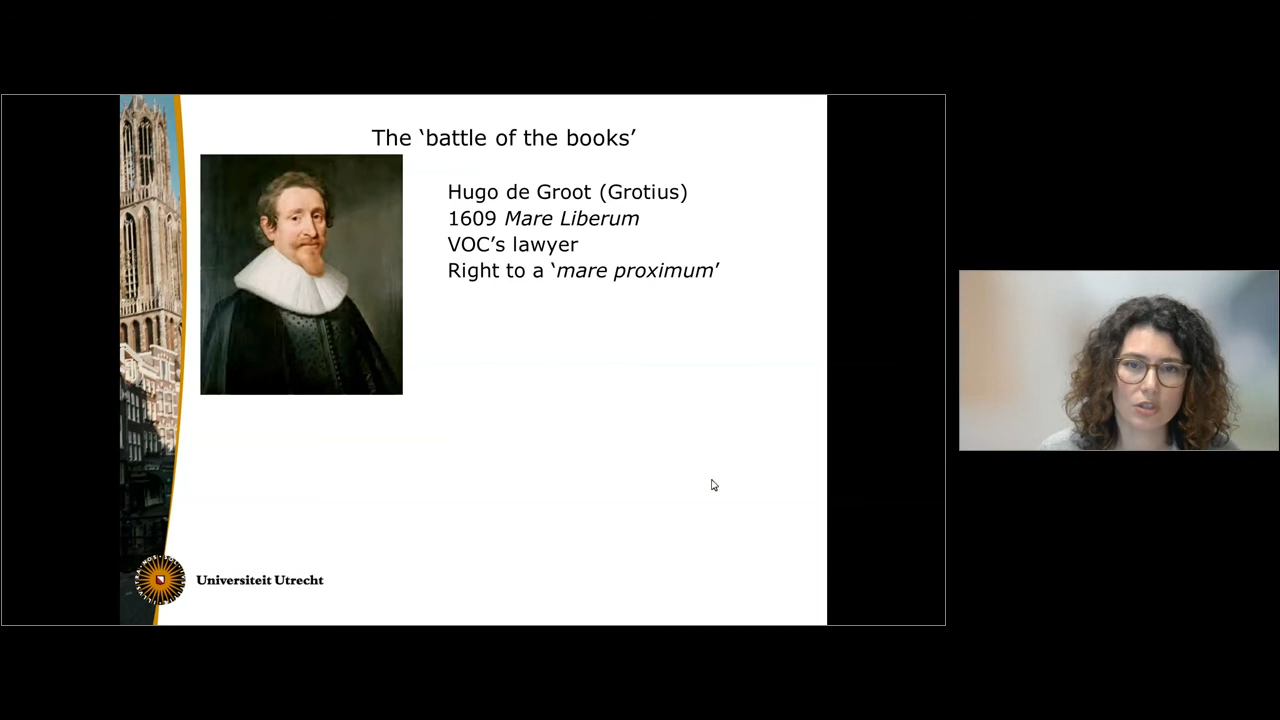 The ‘battle of the books’
Hugo de Groot (Grotius)
1609 Mare Liberum
VOC’s lawyer
Right to a ‘mare proximum’
Universiteit Utrecht